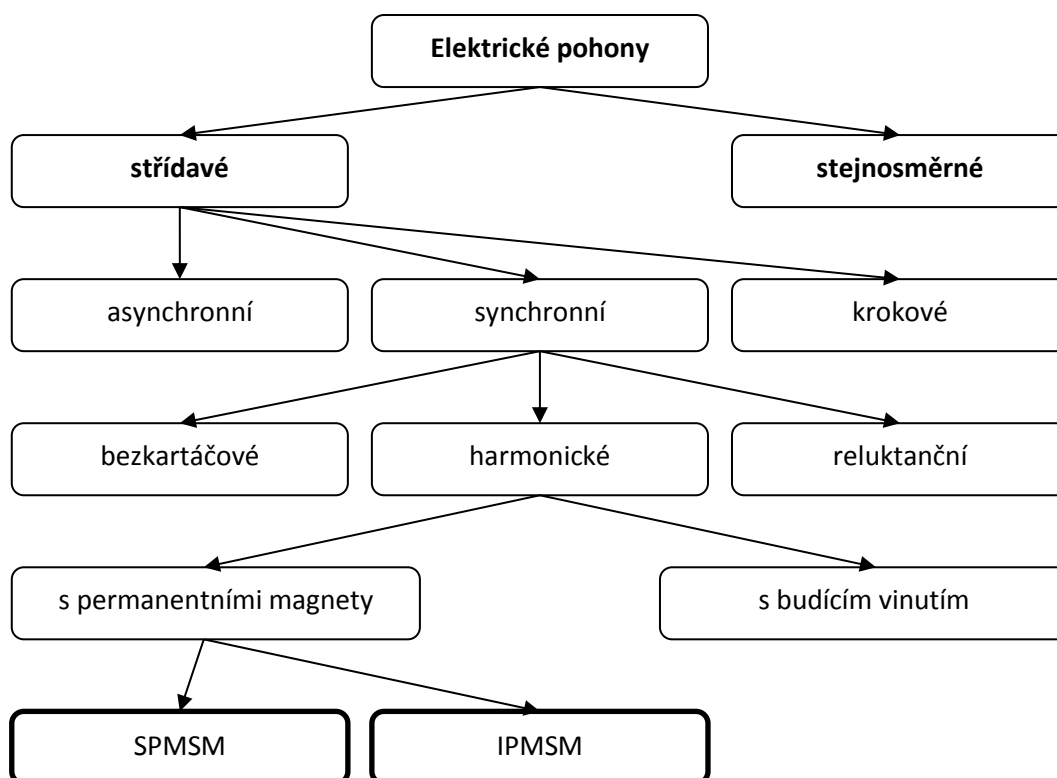 Elektrické pohony
střídavé
stejnosměrné
asynchronní
synchronní
krokové
bezkartáčové
harmonické
reluktanční
s permanentními magnety
s budícím vinutím
SPMSM
IPMSM